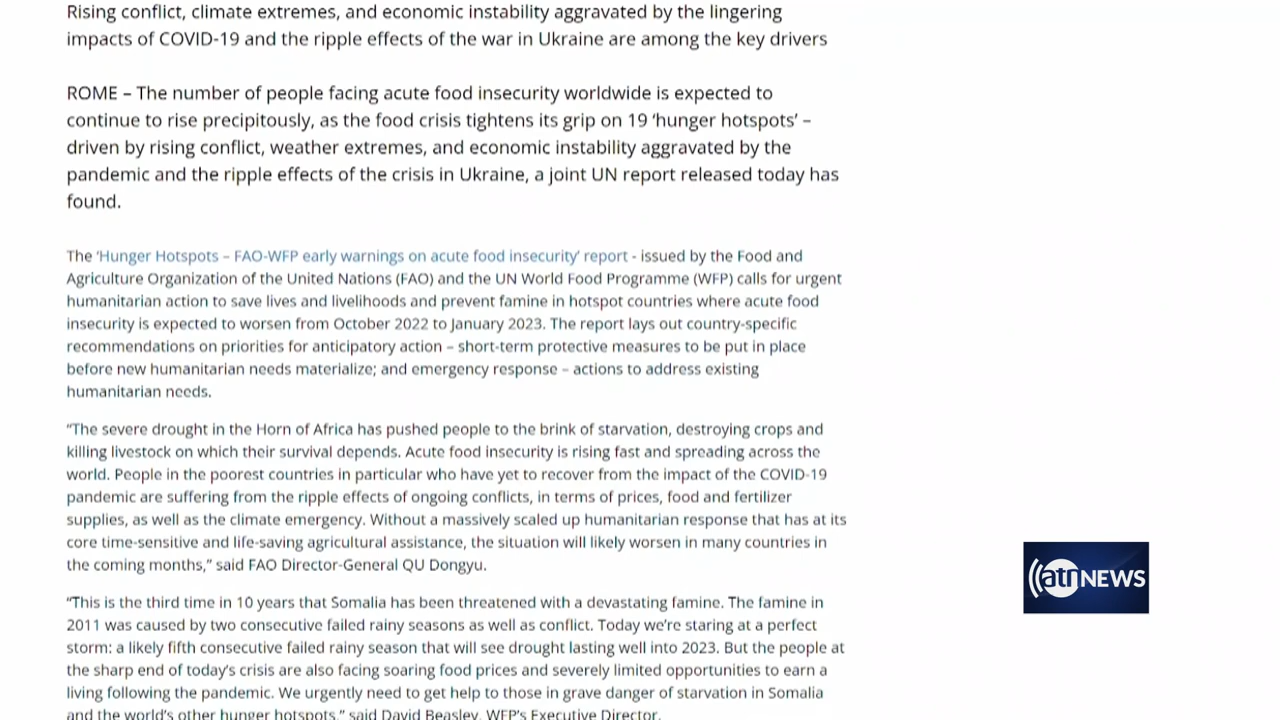 Rising conflict, climate extremes, and economic instability aggravated by the lingering
impacts of COVID-19 and the ripple effects of the war in Ukraine are among the key drivers
ROME – The number of people facing acute food insecurity worldwide is expected to
continue to rise precipitously, as the food crisis tightens its grip on 19 ‘hunger hotspots’ –
driven by rising conflict, weather extremes, and economic instability aggravated by the
pandemic and the ripple effects of the crisis in Ukraine, a joint UN report released today has
found.
The ‘Hunger Hotspots – FAO-WFP early warnings on acute food insecurity’ report - issued by the Food and
Agriculture Organization of the United Nations (FAO) and the UN World Food Programme (WFP) calls for urgent
humanitarian action to save lives and livelihoods and prevent famine in hotspot countries where acute food
insecurity is expected to worsen from October 2022 to January 2023. The report lays out country-specific
recommendations on priorities for anticipatory action – short-term protective measures to be put in place
before new humanitarian needs materialize; and emergency response – actions to address existing
humanitarian needs.
“The severe drought in the Horn of Africa has pushed people to the brink of starvation, destroying crops and
killing livestock on which their survival depends. Acute food insecurity is rising fast and spreading across the
world. People in the poorest countries in particular who have yet to recover from the impact of the COVID-19
pandemic are suffering from the ripple effects of ongoing conflicts, in terms of prices, food and fertilizer
supplies, as well as the climate emergency. Without a massively scaled up humanitarian response that has at its
core time-sensitive and life-saving agricultural assistance, the situation will likely worsen in many countries in
the coming months,” said FAO Director-General QU Dongyu.
“This is the third time in 10 years that Somalia has been threatened with a devastating famine. The famine in
2011 was caused by two consecutive failed rainy seasons as well as conflict. Today we’re staring at a perfect
storm: a likely fifth consecutive failed rainy season that will see drought lasting well into 2023. But the people at
the sharp end of today’s crisis are also facing soaring food prices and severely limited opportunities to earn a
living following the pandemic. We urgently need to get help to those in grave danger of starvation in Somalia
and the world’s other hunger hotspots,” said David Beasley, WFP’s Executive Director.
atn NEWS